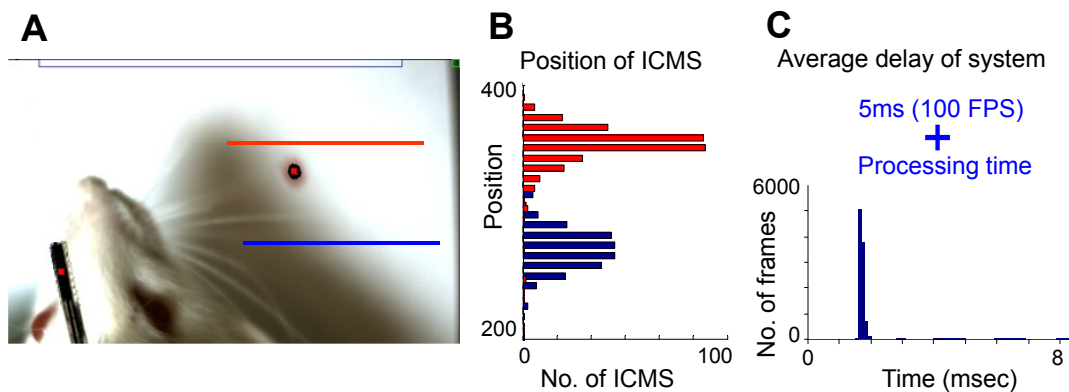 A
B
Position of ICMS
400
Position
200
0
100
No. of ICMS
C
Average delay of system
5ms (100 FPS)
+
Processing time
6000
No. of frames
0
0
4
8
Time (msec)